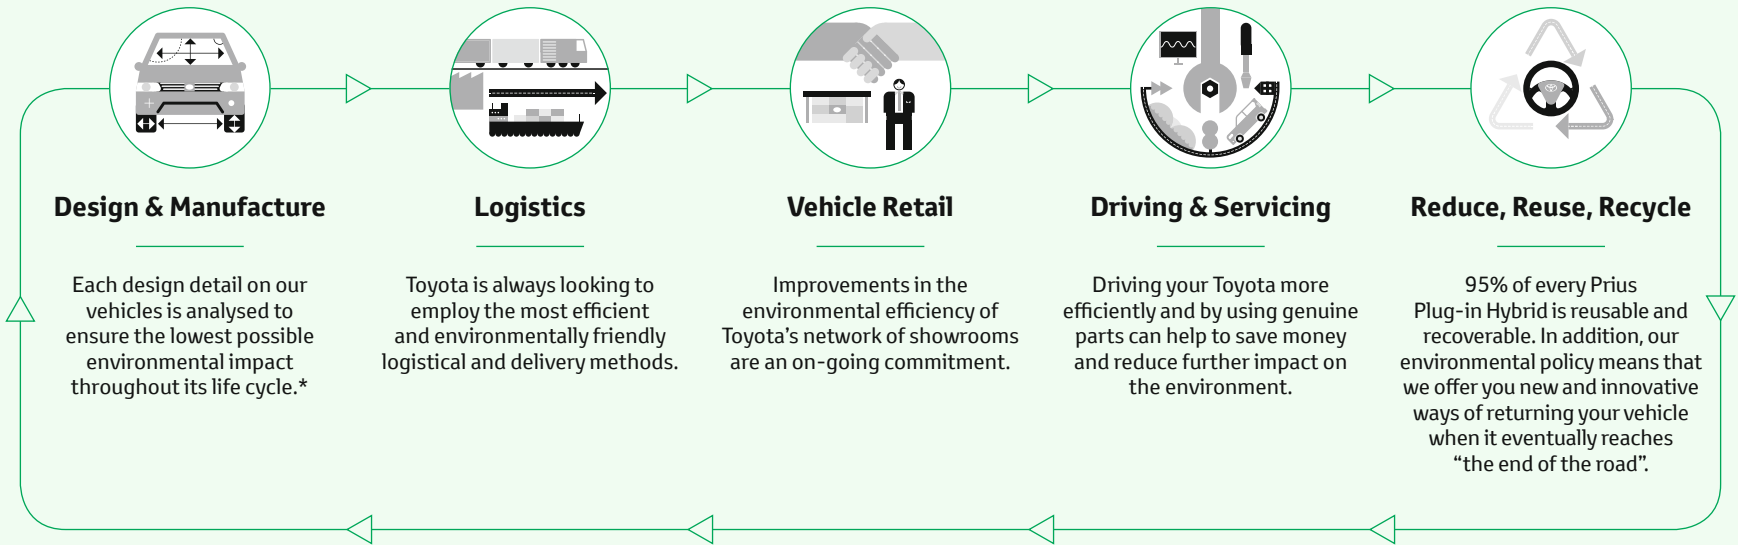 Design & Manufacture
Each design detail on our
vehicles is analysed to
ensure the lowest possible
environmental impact
throughout its life cycle.*
Logistics
Toyota is always looking to
employ the most efficient
and environmentally friendly
logistical and delivery methods.
Vehicle Retail
Improvements in the
environmental efficiency of
Toyota’s network of showrooms
are an on-going commitment.
Driving & Servicing
Driving your Toyota more
efficiently and by using genuine
parts can help to save money
and reduce further impact on
the environment.
Reduce, Reuse, Recycle
95% of every Prius
Plug-in Hybrid is reusable and
recoverable. In addition, our
environmental policy means that
we offer you new and innovative
ways of returning your vehicle
when it eventually reaches
“the end of the road”.